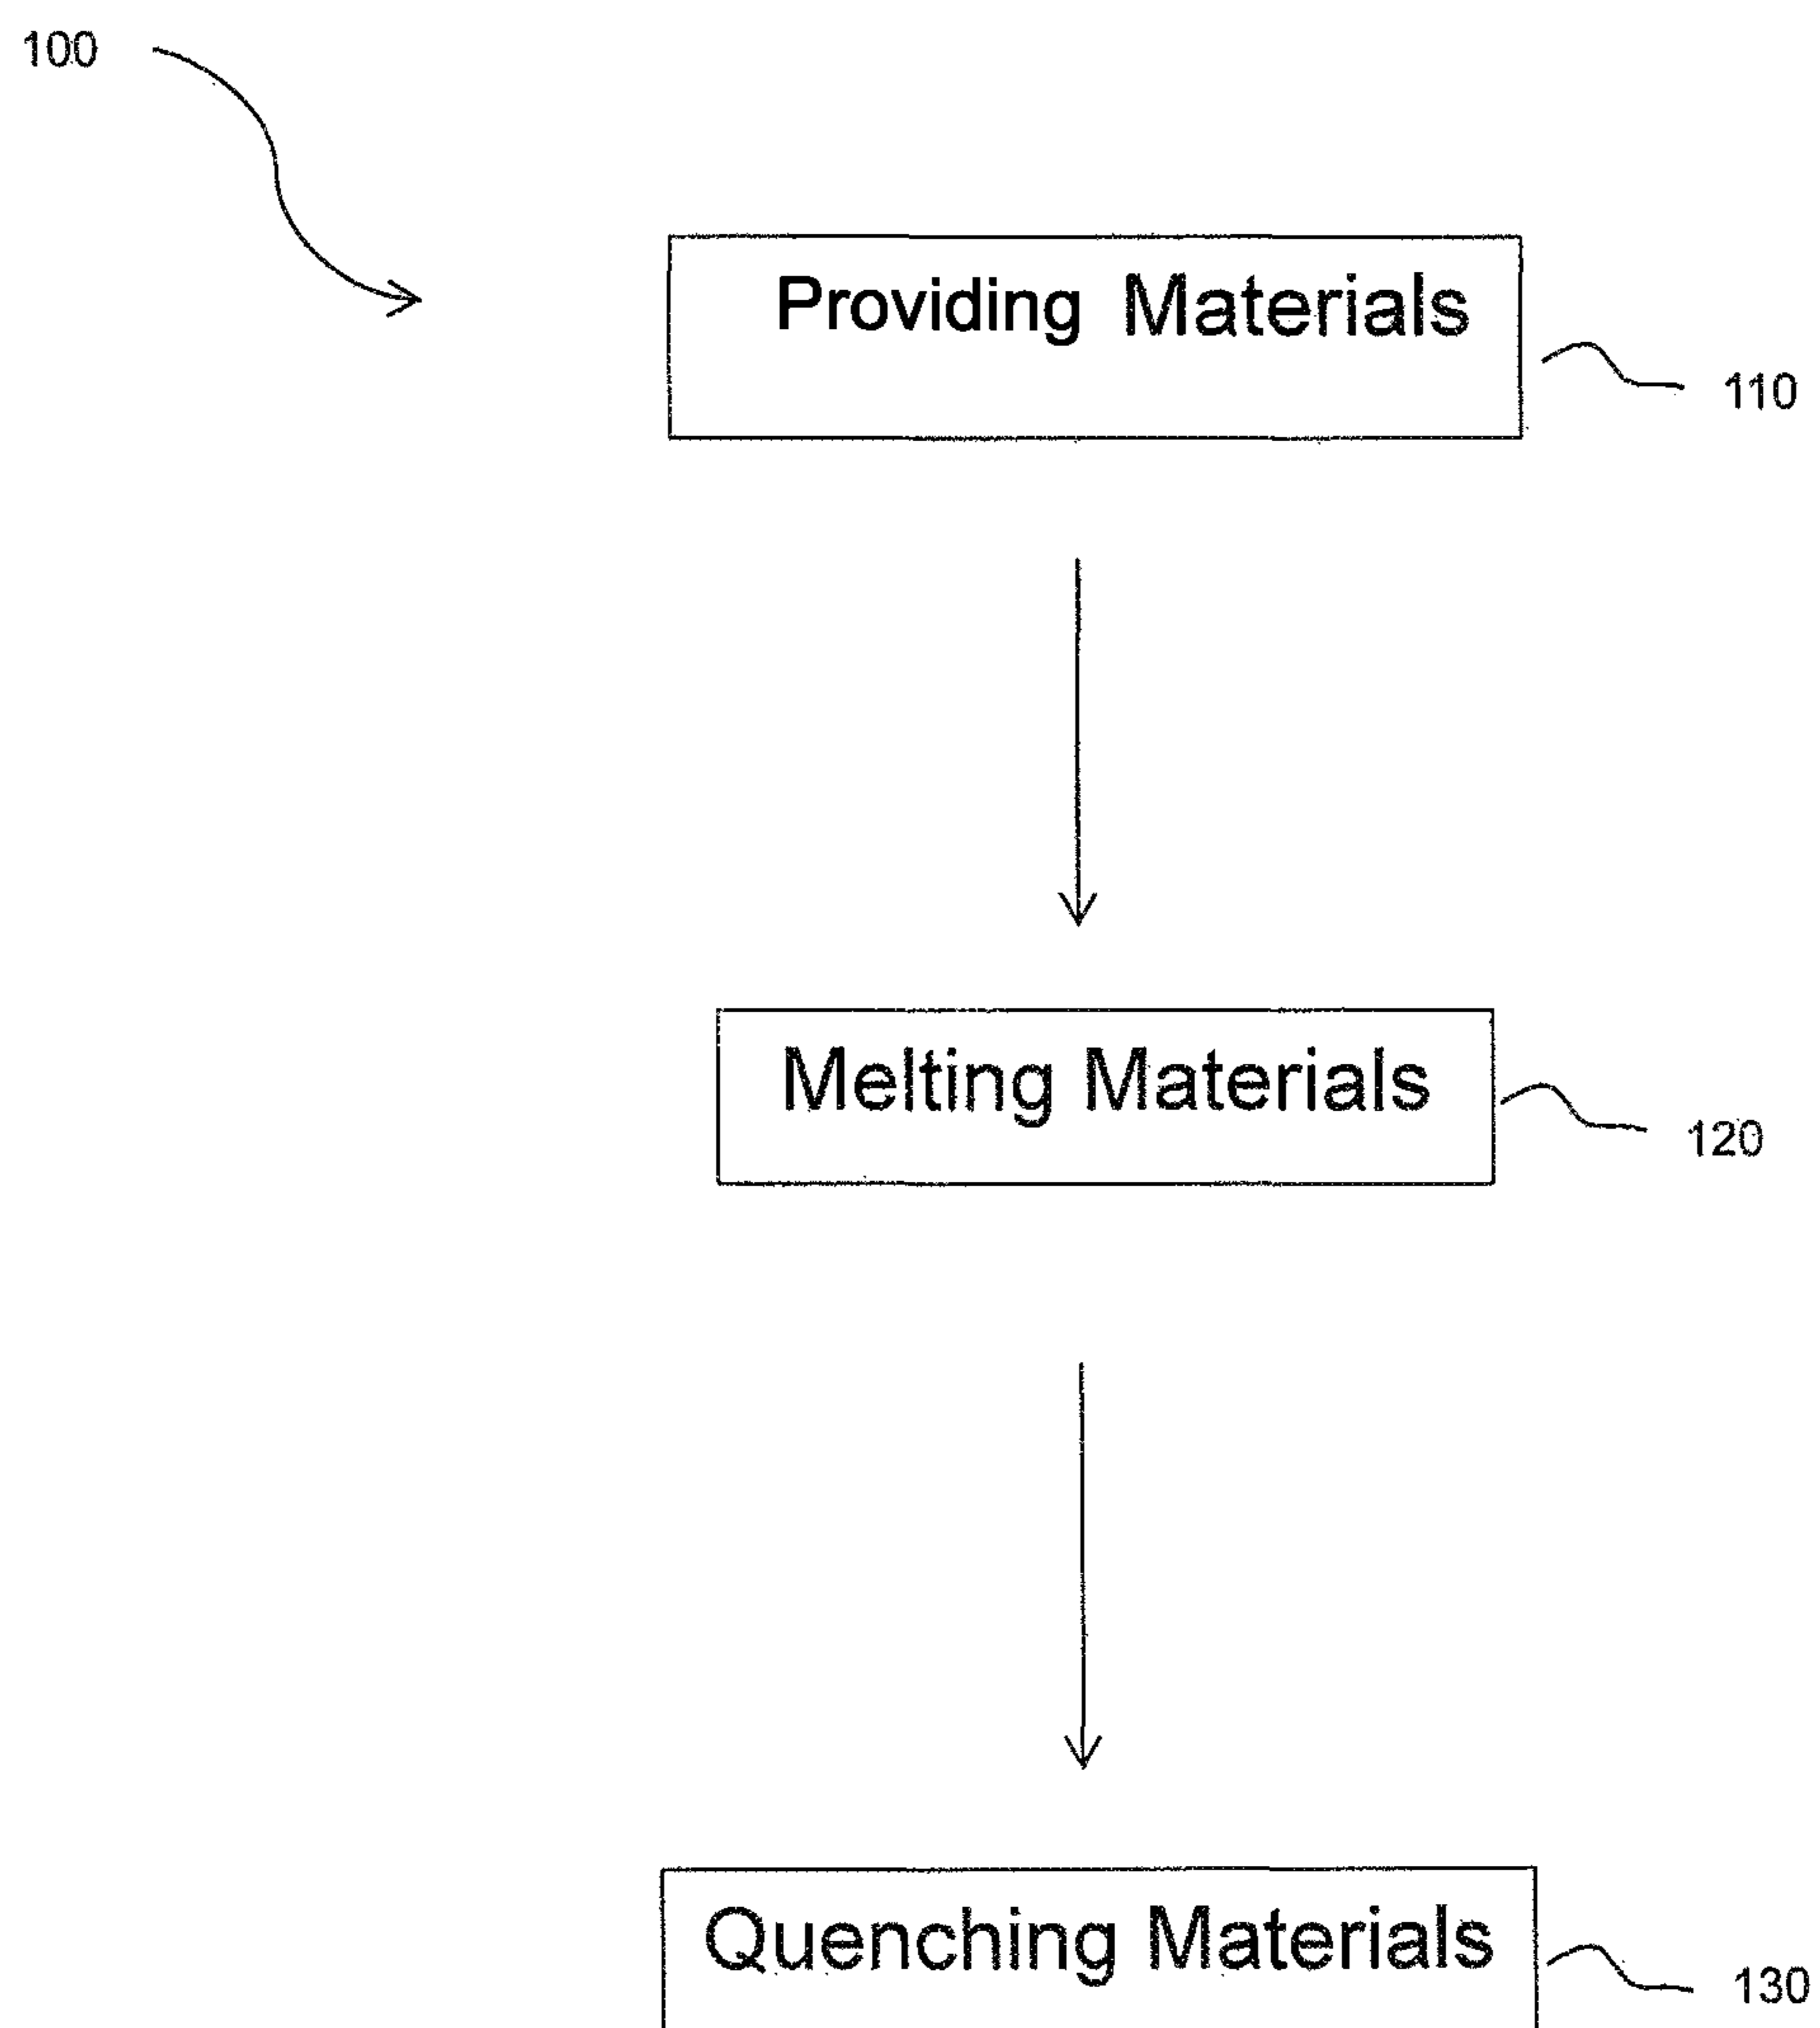 100
Providing Materials
110
Melting Materials
120
Quenching Materials
130